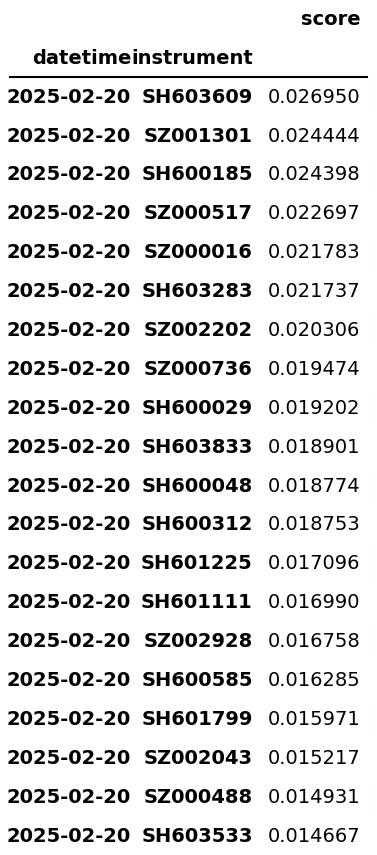 score
datetime instrument
2025-02-20 SH603609 0.026950
2025-02-20 SZ001301 0.024444
2025-02-20 SH600185 0.024398
2025-02-20 SZ000517 0.022697
2025-02-20 SZ000016 0.021783
2025-02-20 SH603283 0.021737
2025-02-20 SZ002202 0.020306
2025-02-20 SZ000736 0.019474
2025-02-20 SH600029 0.019202
2025-02-20 SH603833 0.018901
2025-02-20 SH600048 0.018774
2025-02-20 SH600312 0.018753
2025-02-20 SH601225 0.017096
2025-02-20 SH601111 0.016990
2025-02-20 SZ002928 0.016758
2025-02-20 SH600585 0.016285
2025-02-20 SH601799 0.015971
2025-02-20 SZ002043 0.015217
2025-02-20 SZ000488 0.014931
2025-02-20 SH603533 0.014667